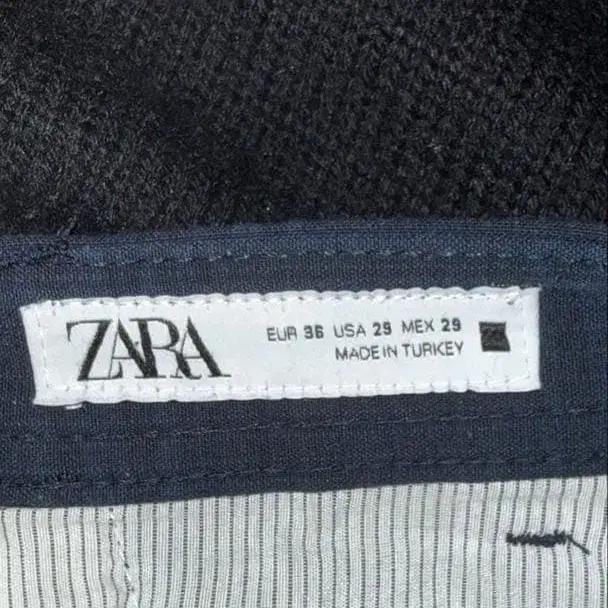 ZARA
EUR 36 USA 29 MEX 29
MADE IN TURKEY